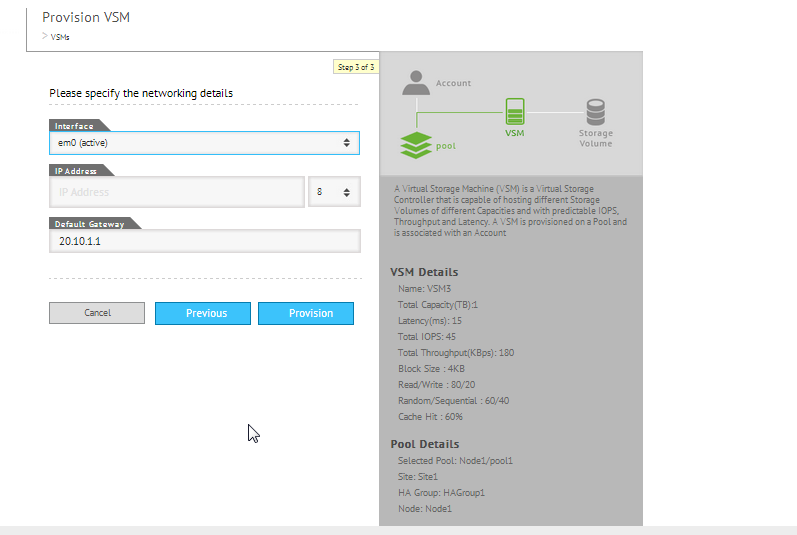 Provision VSM
> VSMs
Step 3 of 3
Please specify the networking details
Interface
em0 (active)
IP Address
IP Address
8
Default Gateway
20.10.1.1
Cancel
Previous
Provision
Account
VSM
pool
Storage
Volume
A Virtual Storage Machine (VSM) is a Virtual Storage
Controller that is capable of hosting different Storage
Volumes of different Capacities and with predictable IOPS,
Throughput and Latency. A VSM is provisioned on a Pool and
is associated with an Account
VSM Details
Name: VSM3
Total Capacity(TB):1
Latency(ms): 15
Total IOPS: 45
Total Throughput(KBps): 180
Block Size : 4KB
Read/Write : 80/20
Random/Sequential : 60/40
Cache Hit : 60%
Pool Details
Selected Pool: Node1/pool1
Site: Site1
HA Group: HAGroup1
Node: Node1